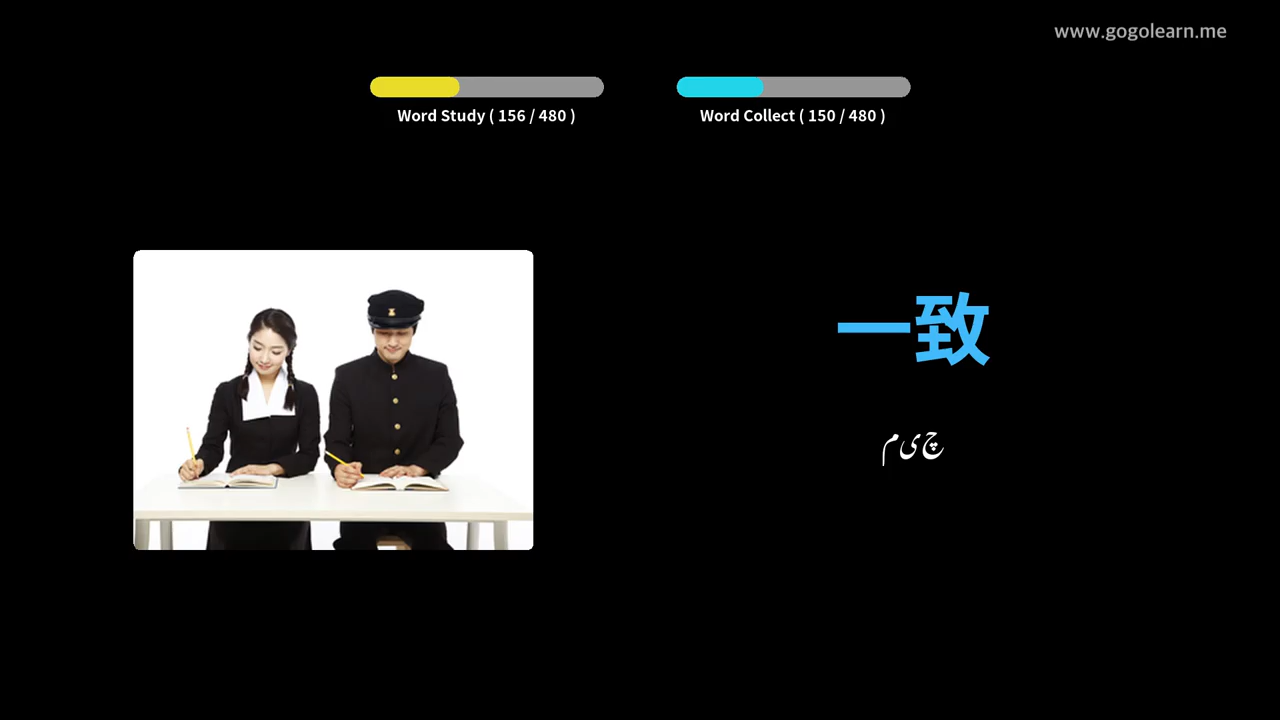 www.gogolearn.me
Word Study ( 156 / 480 )
Word Collect ( 150 / 480 )
一致
چ ی م